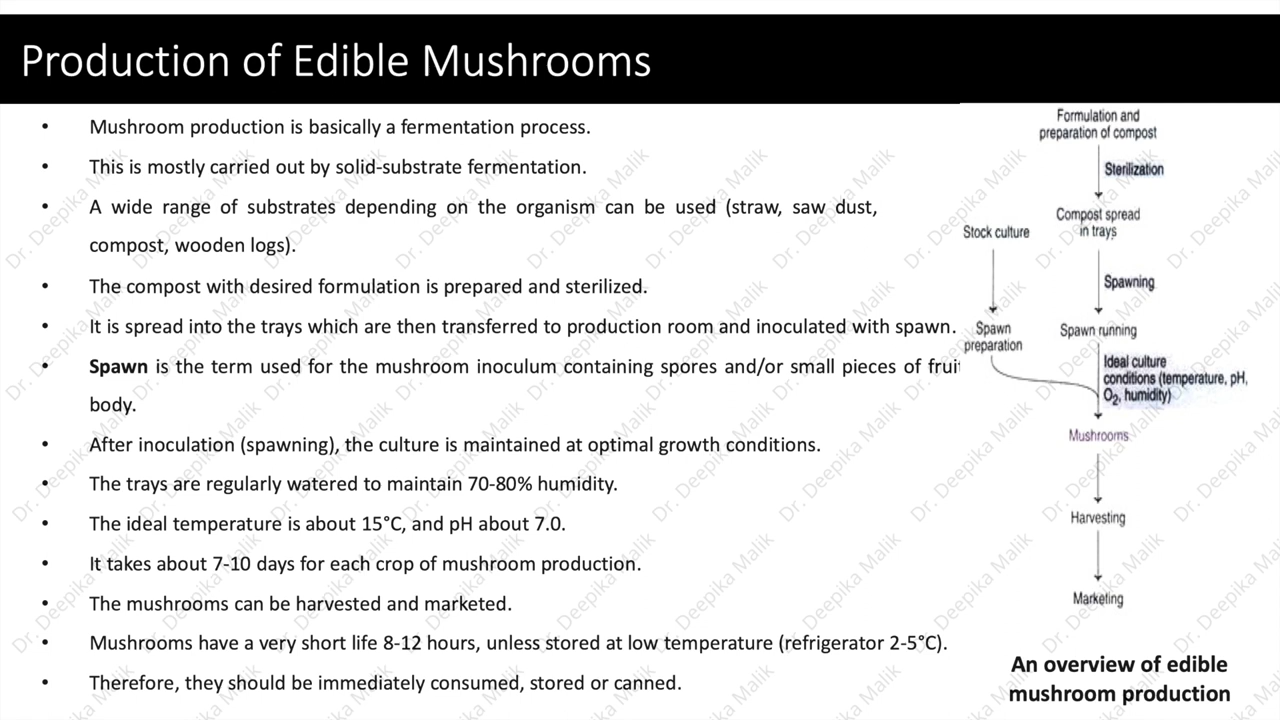 Production of Edible Mushrooms
• Mushroom production is basically a fermentation process.
• This is mostly carried out by solid-substrate fermentation.
• A wide range of substrates depending on the organism can be used (straw, saw dust,
compost, wooden logs).
• The compost with desired formulation is prepared and sterilized.
• It is spread into the trays which are then transferred to production room and inoculated with spawn.
• Spawn is the term used for the mushroom inoculum containing spores and/or small pieces of fruit
body.
• After inoculation (spawning), the culture is maintained at optimal growth conditions.
• The trays are regularly watered to maintain 70-80% humidity.
• The ideal temperature is about 15°C, and pH about 7.0.
• It takes about 7-10 days for each crop of mushroom production.
• The mushrooms can be harvested and marketed.
• Mushrooms have a very short life 8-12 hours, unless stored at low temperature (refrigerator 2-5°C).
• Therefore, they should be immediately consumed, stored or canned.
Formulation and
preparation of compost
Sterilization
Compost spread
in trays
Stock culture
Spawning
Spawn
preparation
Spawn running
Ideal culture
conditions (temperature, pH,
O₂, humidity)
Mushrooms
Harvesting
Marketing
An overview of edible
mushroom production
Dr. Deepika Malik